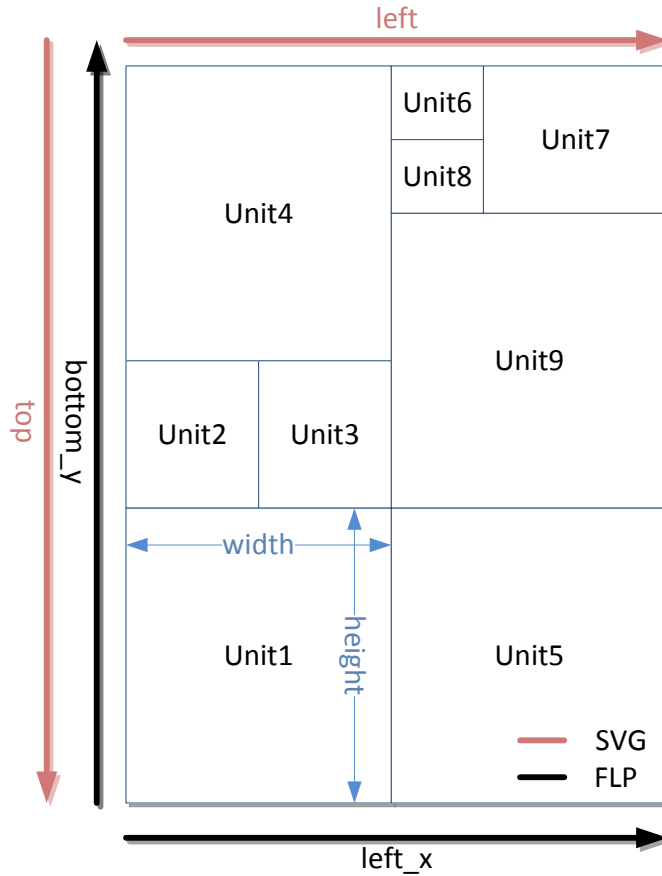 left
Unit6
Unit7
Unit8
Unit4
Unit9
bottom_y
top
Unit2
Unit3
width
height
Unit1
Unit5
SVG
FLP
left_x